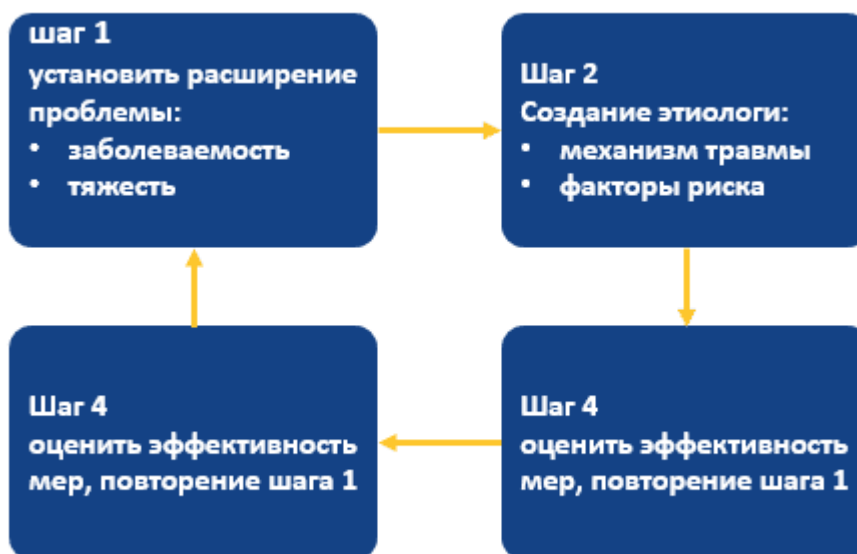 шаг 1
установить расширение
проблемы:
• заболеваемость
• тяжесть
Шаг 2
Создание этиологи:
• механизм травмы
• факторы риска
Шаг 4
оценить эффективность
мер, повторение шага 1
Шаг 4
оценить эффективность
мер, повторение шага 1